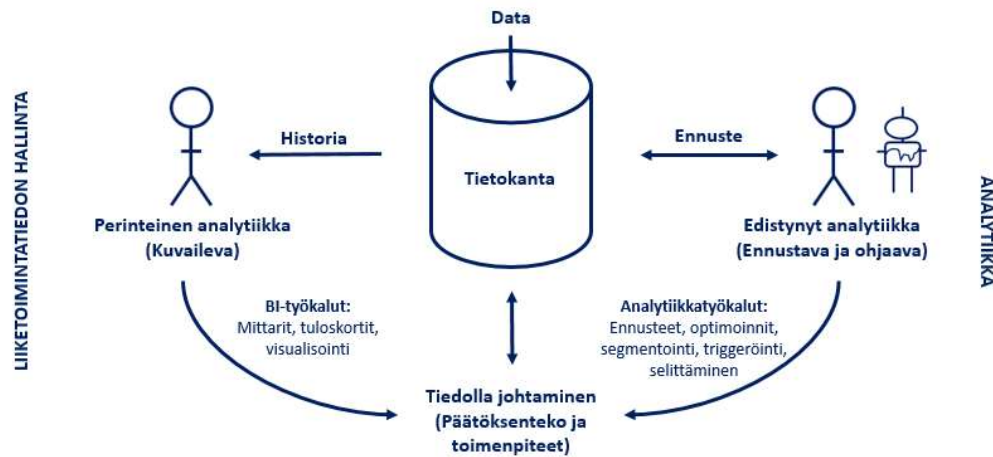 Data
LIIKETOIMINTATIEDON HALLINTA
Historia
Tietokanta
Ennuste
Perinteinen analytiikka
(Kuvaileva)
Edistynyt analytiikka
(Ennustava ja ohjaava)
ANALYTIIKKA
BI-työkalut:
Mittarit, tuloskortit,
visualisointi
Analytiikkatyökalut:
Ennusteet, optimoinnit,
segmentointi, triggeröinti,
selittäminen
Tiedolla johtaminen
(Päätöksenteko ja
toimenpiteet)